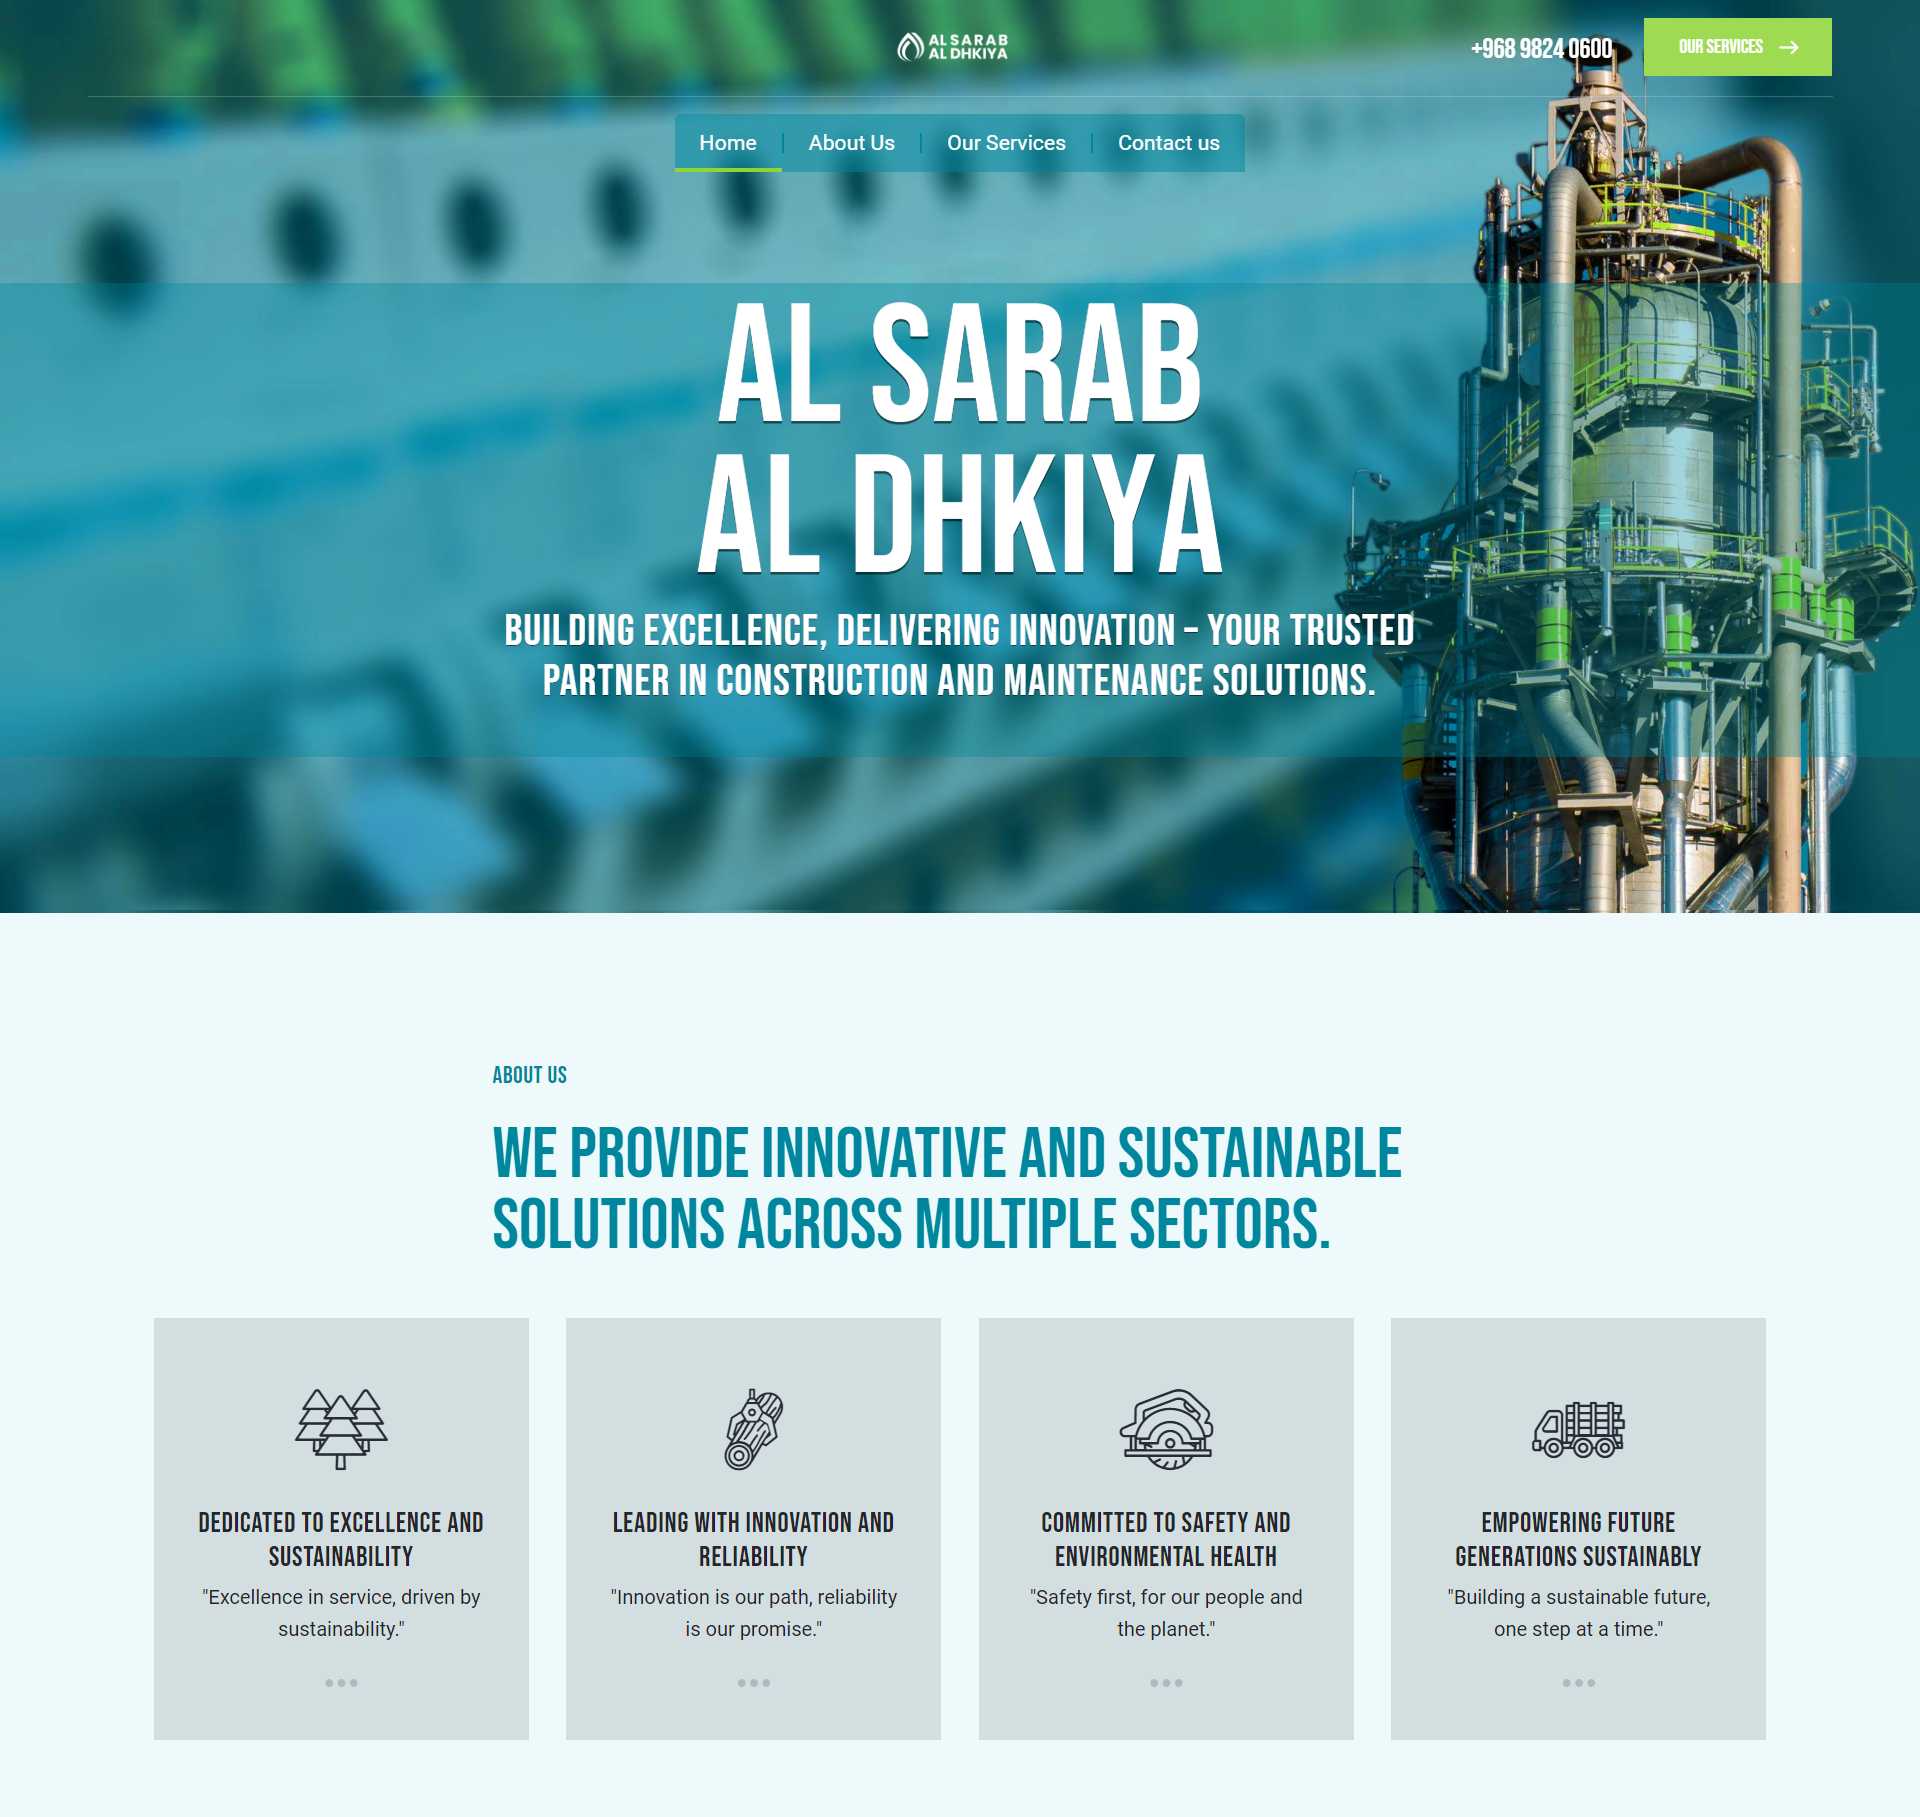 AL SARAB
AL DHKIYA
+968 9824 0600
OUR SERVICES
Home
About Us
Our Services
Contact us
AL SARAB
AL DHKIYA
BUILDING EXCELLENCE, DELIVERING INNOVATION – YOUR TRUSTED
PARTNER IN CONSTRUCTION AND MAINTENANCE SOLUTIONS.
ABOUT US
WE PROVIDE INNOVATIVE AND SUSTAINABLE
SOLUTIONS ACROSS MULTIPLE SECTORS.
DEDICATED TO EXCELLENCE AND
SUSTAINABILITY
"Excellence in service, driven by
sustainability."
LEADING WITH INNOVATION AND
RELIABILITY
"Innovation is our path, reliability
is our promise."
COMMITTED TO SAFETY AND
ENVIRONMENTAL HEALTH
"Safety first, for our people and
the planet."
EMPOWERING FUTURE
GENERATIONS SUSTAINABLY
"Building a sustainable future,
one step at a time."